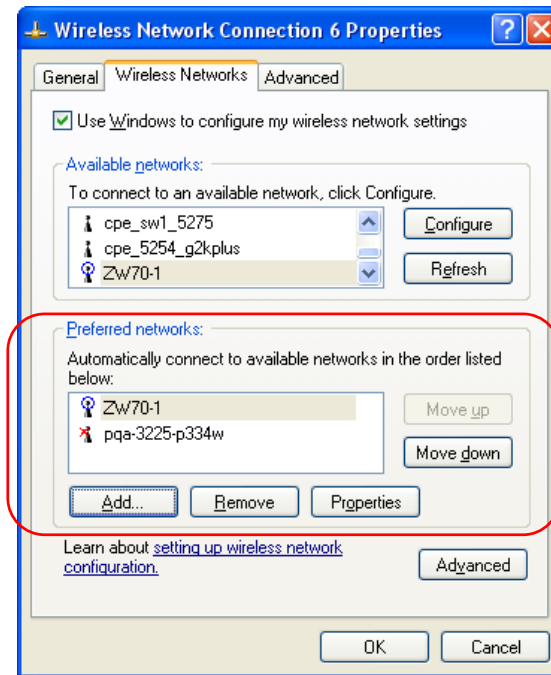 Wireless Network Connection 6 Properties
General Wireless Networks Advanced
Use Windows to configure my wireless network settings
Available networks:
To connect to an available network, click Configure.
cpe_sw1_5275
cpe_5254_g2kplus
ZW70-1
Configure
Refresh
Preferred networks:
Automatically connect to available networks in the order listed
below:
ZW70-1
pqa-3225-p334w
Move up
Move down
Add... Remove Properties
Learn about setting up wireless network
configuration.
Advanced
OK Cancel